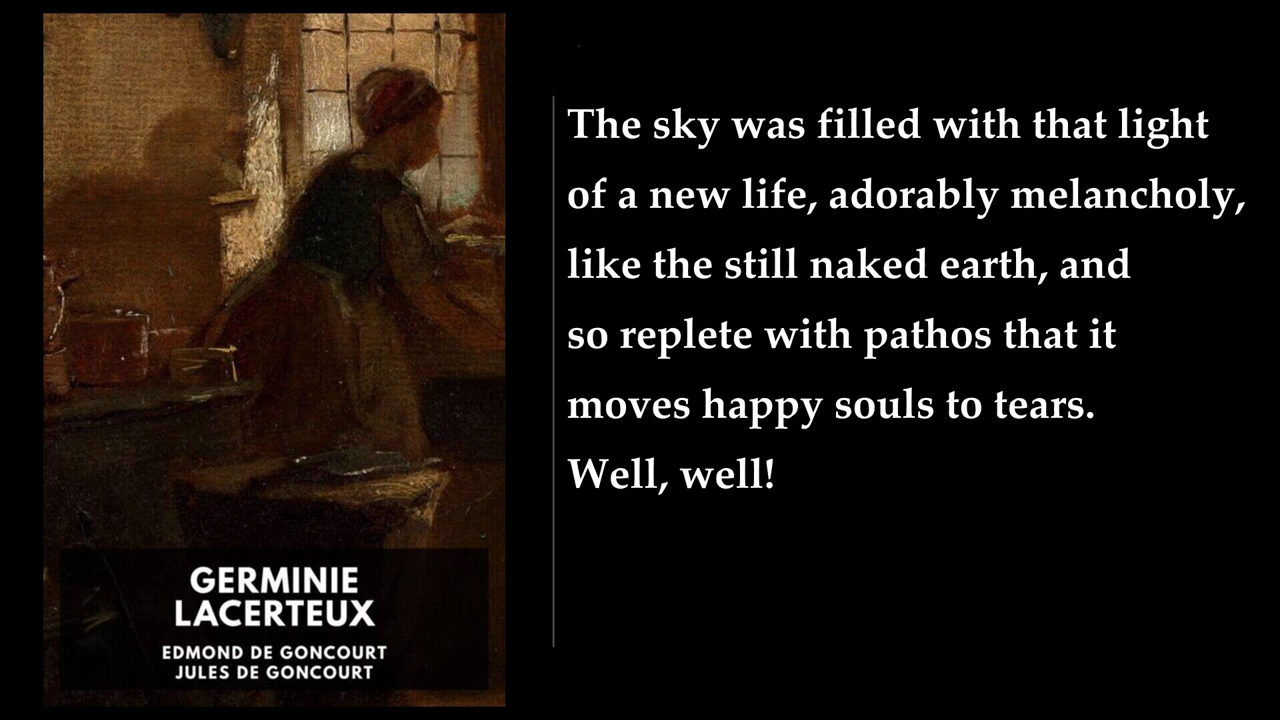 The sky was filled with that light
of a new life, adorably melancholy,
like the still naked earth, and
so replete with pathos that it
moves happy souls to tears.
Well, well!
GERMINIE
LACERTEUX
EDMOND DE GONCOURT
JULES DE GONCOURT